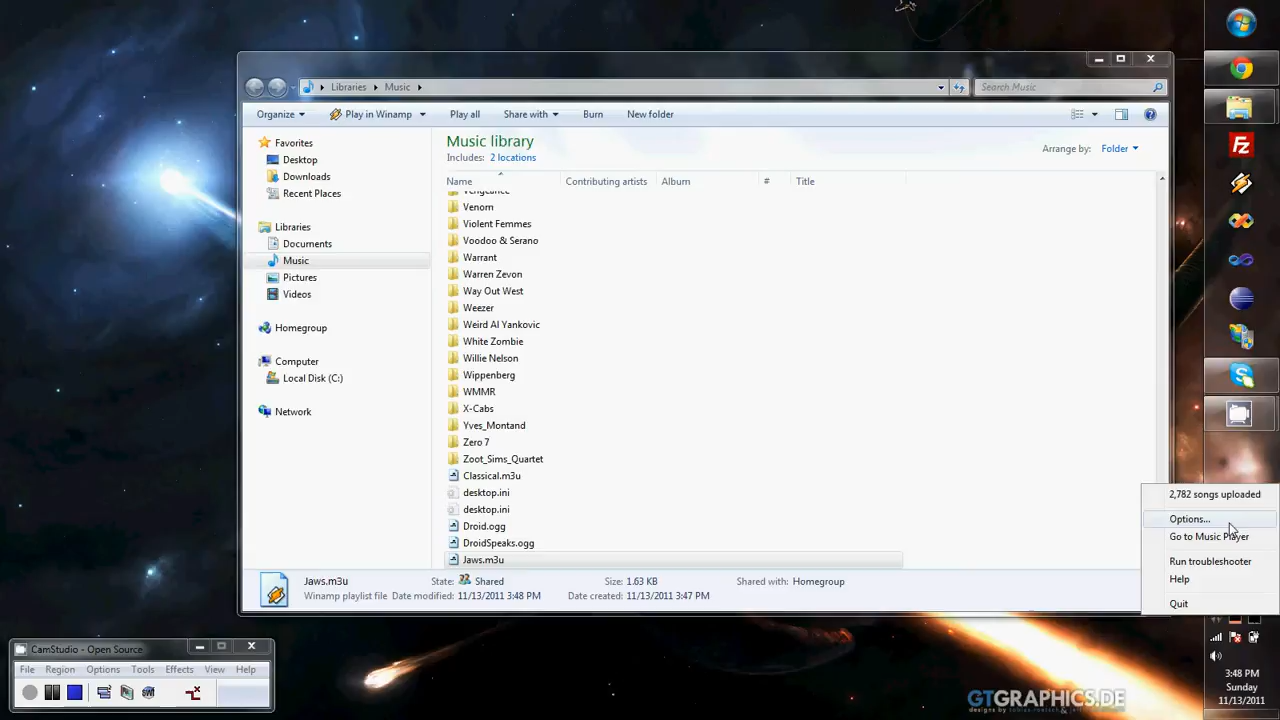 Libraries
Music
Search Music
Organize
Play in Winamp
Play all
Share with
Burn
New folder
Favorites
Desktop
Downloads
Recent Places
Libraries
Documents
Music
Pictures
Videos
Homegroup
Computer
Local Disk (C:)
Network
Music library
Includes: 2 locations
Arrange by: Folder
Name
Contributing artists
Album
#
Title
Vengeance
Venom
Violent Femmes
Voodoo & Serano
Warrant
Warren Zevon
Way Out West
Weezer
Weird Al Yankovic
White Zombie
Willie Nelson
Wippenberg
WMMR
X-Cabs
Yves_Montand
Zero 7
Zoot_Sims_Quartet
Classical.m3u
desktop.ini
desktop.ini
Droid.ogg
DroidSpeaks.ogg
Jaws.m3u
Jaws.m3u
State: Shared
Size: 1.63 KB
Shared with: Homegroup
Winamp playlist file
Date modified: 11/13/2011 3:48 PM
Date created: 11/13/2011 3:47 PM
2,782 songs uploaded
Options...
Go to Music Player
Run troubleshooter
Help
Quit
CamStudio - Open Source
File Region Options Tools Effects View Help
GTGRAPHICS.DE
3:48 PM
Sunday
11/13/2011
Fz